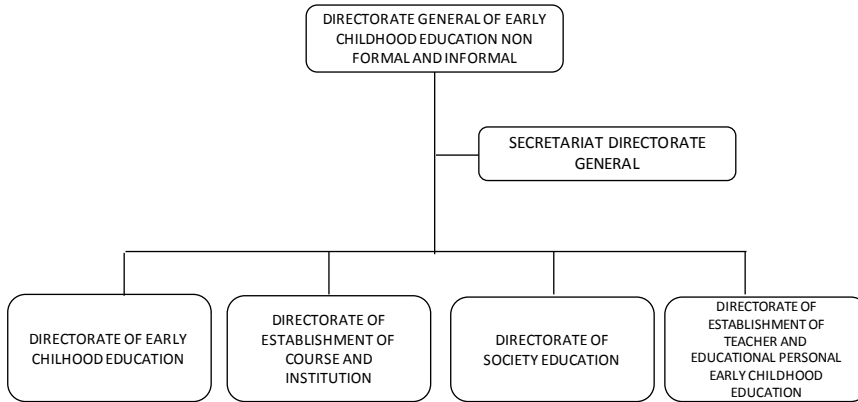 DIRECTORATE GENERAL OF EARLY
CHILDHOOD EDUCATION NON
FORMAL AND INFORMAL
SECRETARIAT DIRECTORATE
GENERAL
DIRECTORATE OF EARLY
CHILHOOD EDUCATION
DIRECTORATE OF
ESTABLISHMENT OF
COURSE AND
INSTITUTION
DIRECTORATE OF
SOCIETY EDUCATION
DIRECTORATE OF
ESTABLISHMENT OF
TEACHER AND
EDUCATIONAL PERSONAL
EARLY CHILDHOOD
EDUCATION